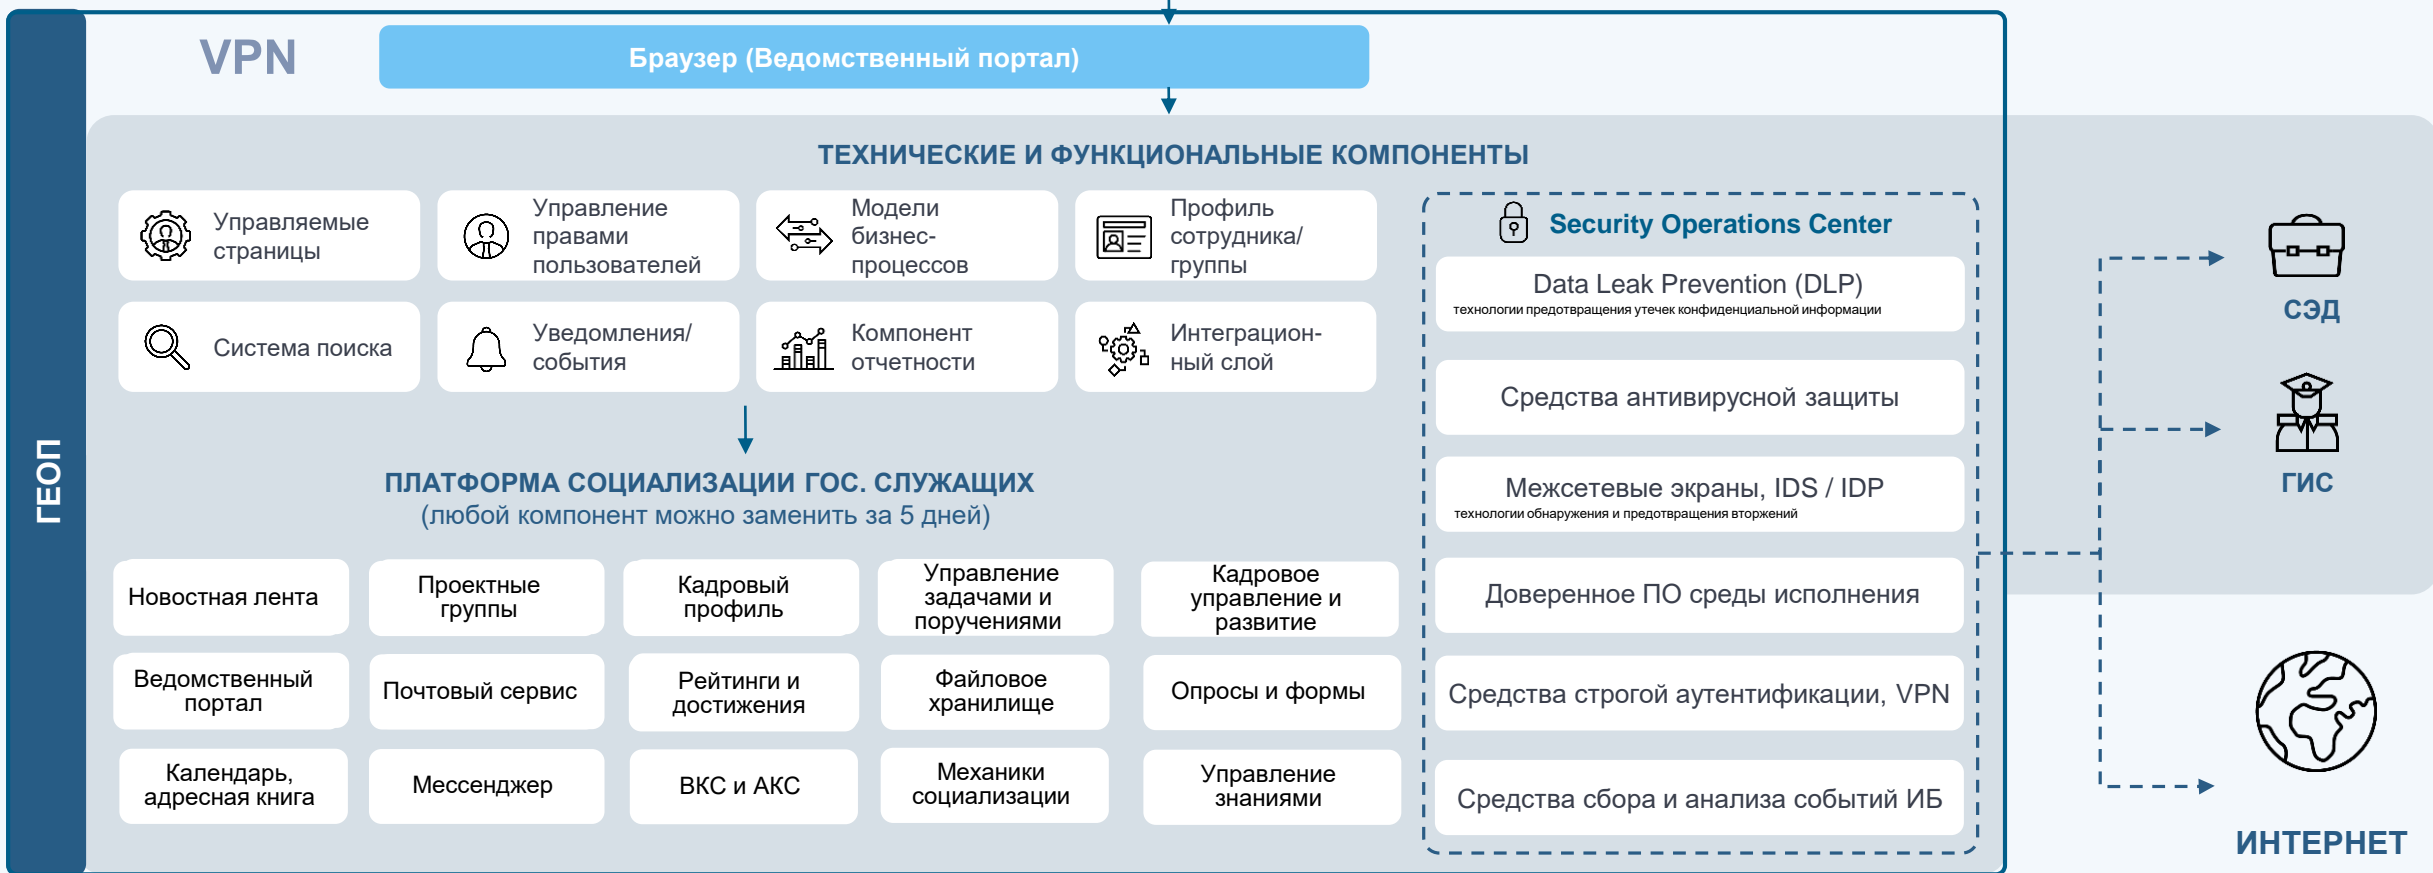 VPN
Браузер (Ведомственный портал)
ГЕОП
ТЕХНИЧЕСКИЕ И ФУНКЦИОНАЛЬНЫЕ КОМПОНЕНТЫ
Управляемые
страницы
Управление
правами
пользователей
Модели
бизнес-
процессов
Профиль
сотрудника/
группы
Система поиска
Уведомления/
события
Компонент
отчетности
Интеграцион-
ный слой
ПЛАТФОРМА СОЦИАЛИЗАЦИИ ГОС. СЛУЖАЩИХ
(любой компонент можно заменить за 5 дней)
Новостная лента
Проектные
группы
Кадровый
профиль
Управление
задачами и
поручениями
Кадровое
управление и
развитие
Ведомственный
портал
Почтовый сервис
Рейтинги и
достижения
Файловое
хранилище
Опросы и формы
Календарь,
адресная книга
Мессенджер
ВКС и АКС
Механики
социализации
Управление
знаниями
Security Operations Center
Data Leak Prevention (DLP)
технологии предотвращения утечек конфиденциальной информации
Средства антивирусной защиты
Межсетевые экраны, IDS / IDP
технологии обнаружения и предотвращения вторжений
Доверенное ПО среды исполнения
Средства строгой аутентификации, VPN
Средства сбора и анализа событий ИБ
СЭД
ГИС
ИНТЕРНЕТ